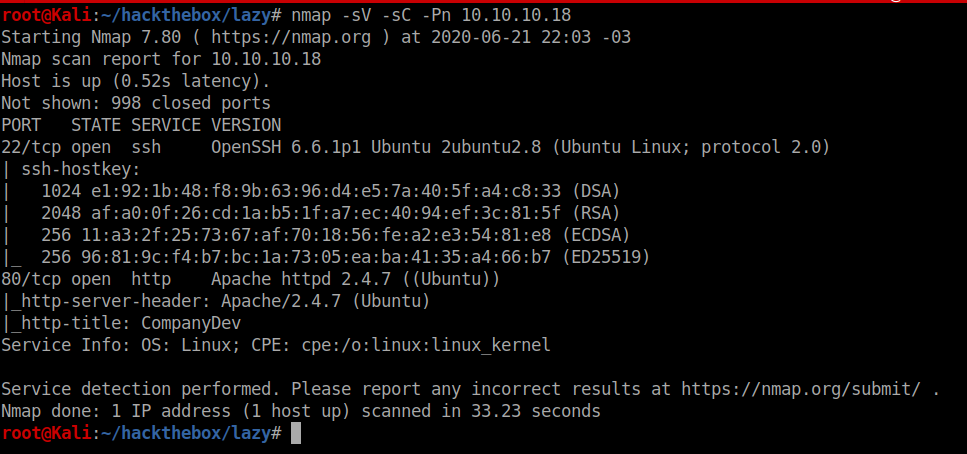 root@Kali:~/hackthebox/lazy# nmap -sV -sC -Pn 10.10.10.18
Starting Nmap 7.80 ( https://nmap.org ) at 2020-06-21 22:03 -03
Nmap scan report for 10.10.10.18
Host is up (0.52s latency).
Not shown: 998 closed ports
PORT   STATE SERVICE VERSION
22/tcp open  ssh     OpenSSH 6.6.1p1 Ubuntu 2ubuntu2.8 (Ubuntu Linux; protocol 2.0)
| ssh-hostkey:
|   1024 e1:92:1b:48:f8:9b:63:96:d4:e5:7a:40:5f:a4:c8:33 (DSA)
|   2048 af:a0:0f:26:cd:1a:b5:1f:a7:ec:40:94:ef:3c:81:5f (RSA)
|   256 11:a3:2f:25:73:67:af:70:18:56:fe:a2:e3:54:81:e8 (ECDSA)
|_  256 96:81:9c:f4:b7:bc:1a:73:05:ea:ba:41:35:a4:66:b7 (ED25519)
80/tcp open  http    Apache httpd 2.4.7 ((Ubuntu))
|_http-server-header: Apache/2.4.7 (Ubuntu)
|_http-title: CompanyDev
Service Info: OS: Linux; CPE: cpe:/o:linux:linux_kernel

Service detection performed. Please report any incorrect results at https://nmap.org/submit/ .
Nmap done: 1 IP address (1 host up) scanned in 33.23 seconds
root@Kali:~/hackthebox/lazy#